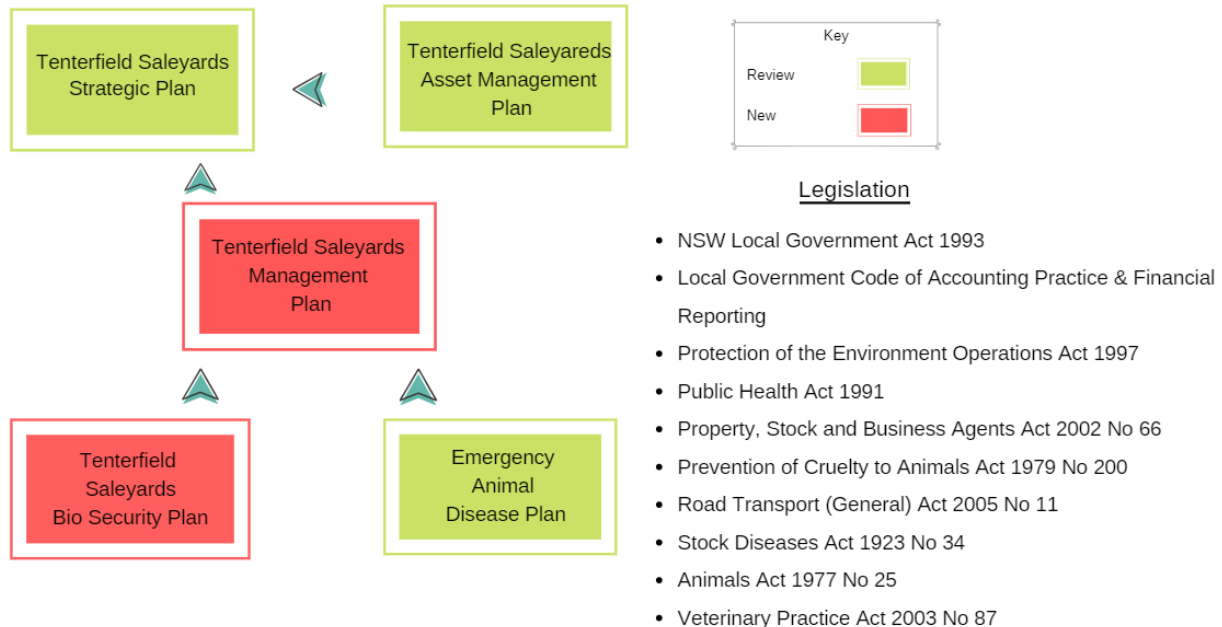 Tenterfield Saleyards
Strategic Plan
Tenterfield Saleyareds
Asset Management
Plan
Key
Review
New
Tenterfield Saleyards
Management
Plan
Tenterfield
Saleyards
Bio Security Plan
Emergency
Animal
Disease Plan
Legislation
• NSW Local Government Act 1993
• Local Government Code of Accounting Practice & Financial
Reporting
• Protection of the Environment Operations Act 1997
• Public Health Act 1991
• Property, Stock and Business Agents Act 2002 No 66
• Prevention of Cruelty to Animals Act 1979 No 200
• Road Transport (General) Act 2005 No 11
• Stock Diseases Act 1923 No 34
• Animals Act 1977 No 25
• Veterinary Practice Act 2003 No 87